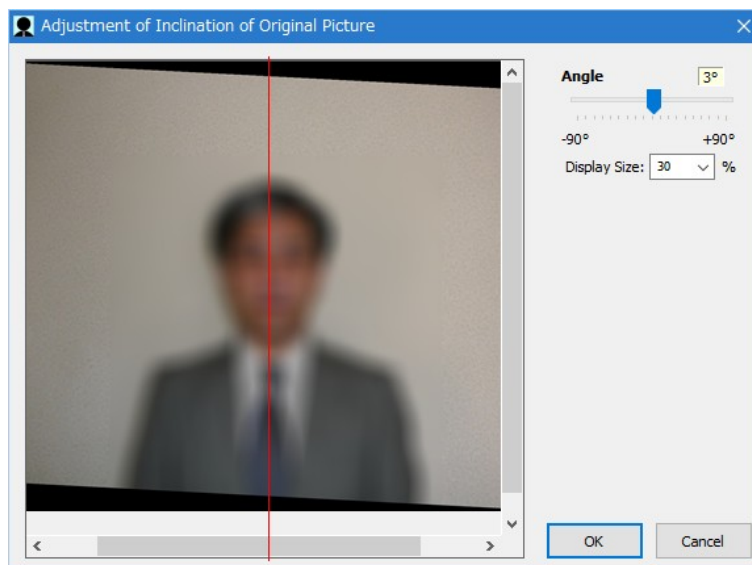 Adjustment of Inclination of Original Picture
Angle
3°
-90°
+90°
Display Size: 30 %
OK
Cancel